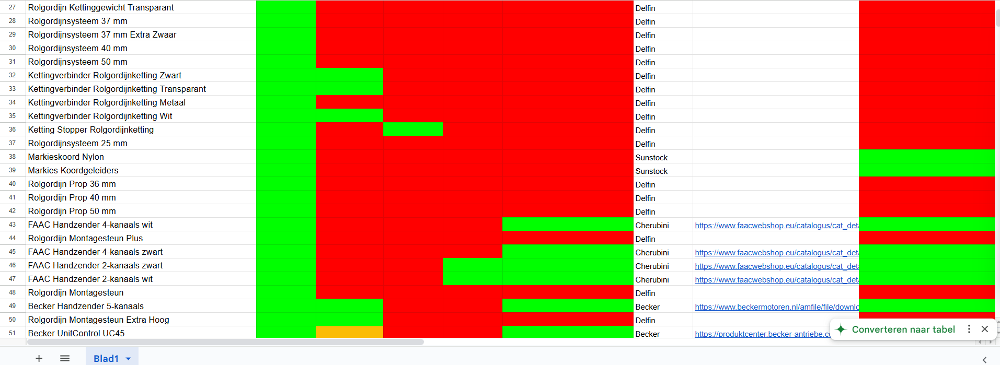 27 Rolgordijn Kettinggewicht Transparant Delfin
28 Rolgordijnsysteem 37 mm Delfin
29 Rolgordijnsysteem 37 mm Extra Zwaar Delfin
30 Rolgordijnsysteem 40 mm Delfin
31 Rolgordijnsysteem 50 mm Delfin
32 Kettingverbinder Rolgordijnketting Zwart Delfin
33 Kettingverbinder Rolgordijnketting Transparant Delfin
34 Kettingverbinder Rolgordijnketting Metaal Delfin
35 Kettingverbinder Rolgordijnketting Wit Delfin
36 Ketting Stopper Rolgordijnketting Delfin
37 Rolgordijnsysteem 25 mm Delfin
38 Markieskoord Nylon Sunstock
39 Markies Koordgeleiders Sunstock
40 Rolgordijn Prop 36 mm Delfin
41 Rolgordijn Prop 40 mm Delfin
42 Rolgordijn Prop 50 mm Delfin
43 FAAC Handzender 4-kanaals wit Cherubini https://www.faacwebshop.eu/catalogus/cat_deta
44 Rolgordijn Montagesteun Plus Delfin
45 FAAC Handzender 4-kanaals zwart Cherubini https://www.faacwebshop.eu/catalogus/cat_deta
46 FAAC Handzender 2-kanaals zwart Cherubini https://www.faacwebshop.eu/catalogus/cat_deta
47 FAAC Handzender 2-kanaals wit Cherubini https://www.faacwebshop.eu/catalogus/cat_deta
48 Rolgordijn Montagesteun Delfin
49 Becker Handzender 5-kanaals Becker https://www.beckermotoren.nl/amfile/file/downlo
50 Rolgordijn Montagesteun Extra Hoog Delfin
51 Becker UnitControl UC45 Becker https://produktcenter.becker-antriebe.co
Converteren naar tabel
Blad1